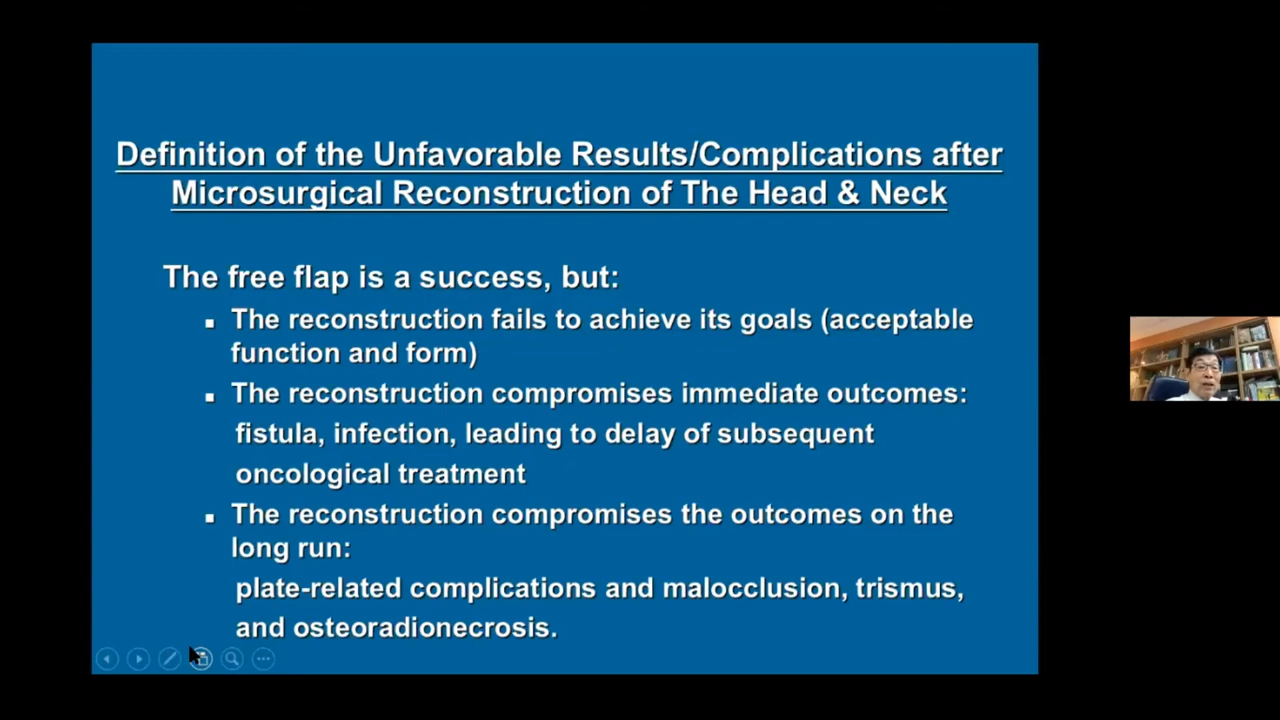 Definition of the Unfavorable Results/Complications after
Microsurgical Reconstruction of The Head & Neck
The free flap is a success, but:
▪ The reconstruction fails to achieve its goals (acceptable
function and form)
▪ The reconstruction compromises immediate outcomes:
fistula, infection, leading to delay of subsequent
oncological treatment
▪ The reconstruction compromises the outcomes on the
long run:
plate-related complications and malocclusion, trismus,
and osteoradionecrosis.